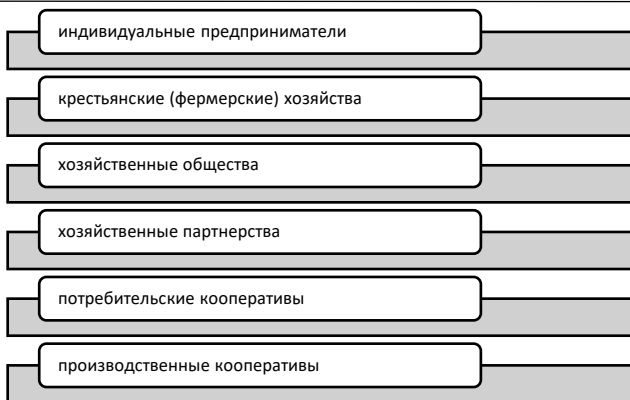 индивидуальные предприниматели
крестьянские (фермерские) хозяйства
хозяйственные общества
хозяйственные партнерства
потребительские кооперативы
производственные кооперативы